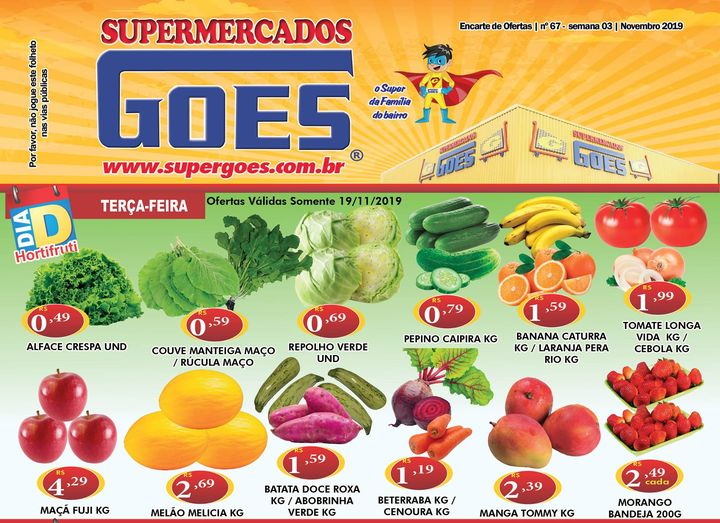 SUPERMERCADOS
GOES
®
www.supergoes.com.br
Por favor, não jogue este folheto
nas vias públicas
o Super
da Família
do bairro
Encarte de Ofertas | nº 67 - semana 03 | Novembro 2019
SUPERMERCADOS
GOES
DIA
D
Hortifruti
TERÇA-FEIRA
Ofertas Válidas Somente 19/11/2019
R$ 0,49
ALFACE CRESPA UND
R$ 0,59
COUVE MANTEIGA MAÇO
/ RÚCULA MAÇO
R$ 0,69
REPOLHO VERDE
UND
R$ 0,79
PEPINO CAIPIRA KG
R$ 1,59
BANANA CATURRA
KG / LARANJA PERA
RIO KG
R$ 1,99
TOMATE LONGA
VIDA KG /
CEBOLA KG
R$ 4,29
MAÇÃ FUJI KG
R$ 2,69
MELÃO MELICIA KG
R$ 1,59
BATATA DOCE ROXA
KG / ABOBRINHA
VERDE KG
R$ 1,19
BETERRABA KG /
CENOURA KG
R$ 2,39
MANGA TOMMY KG
R$ 2,49
cada
MORANGO
BANDEJA 200G